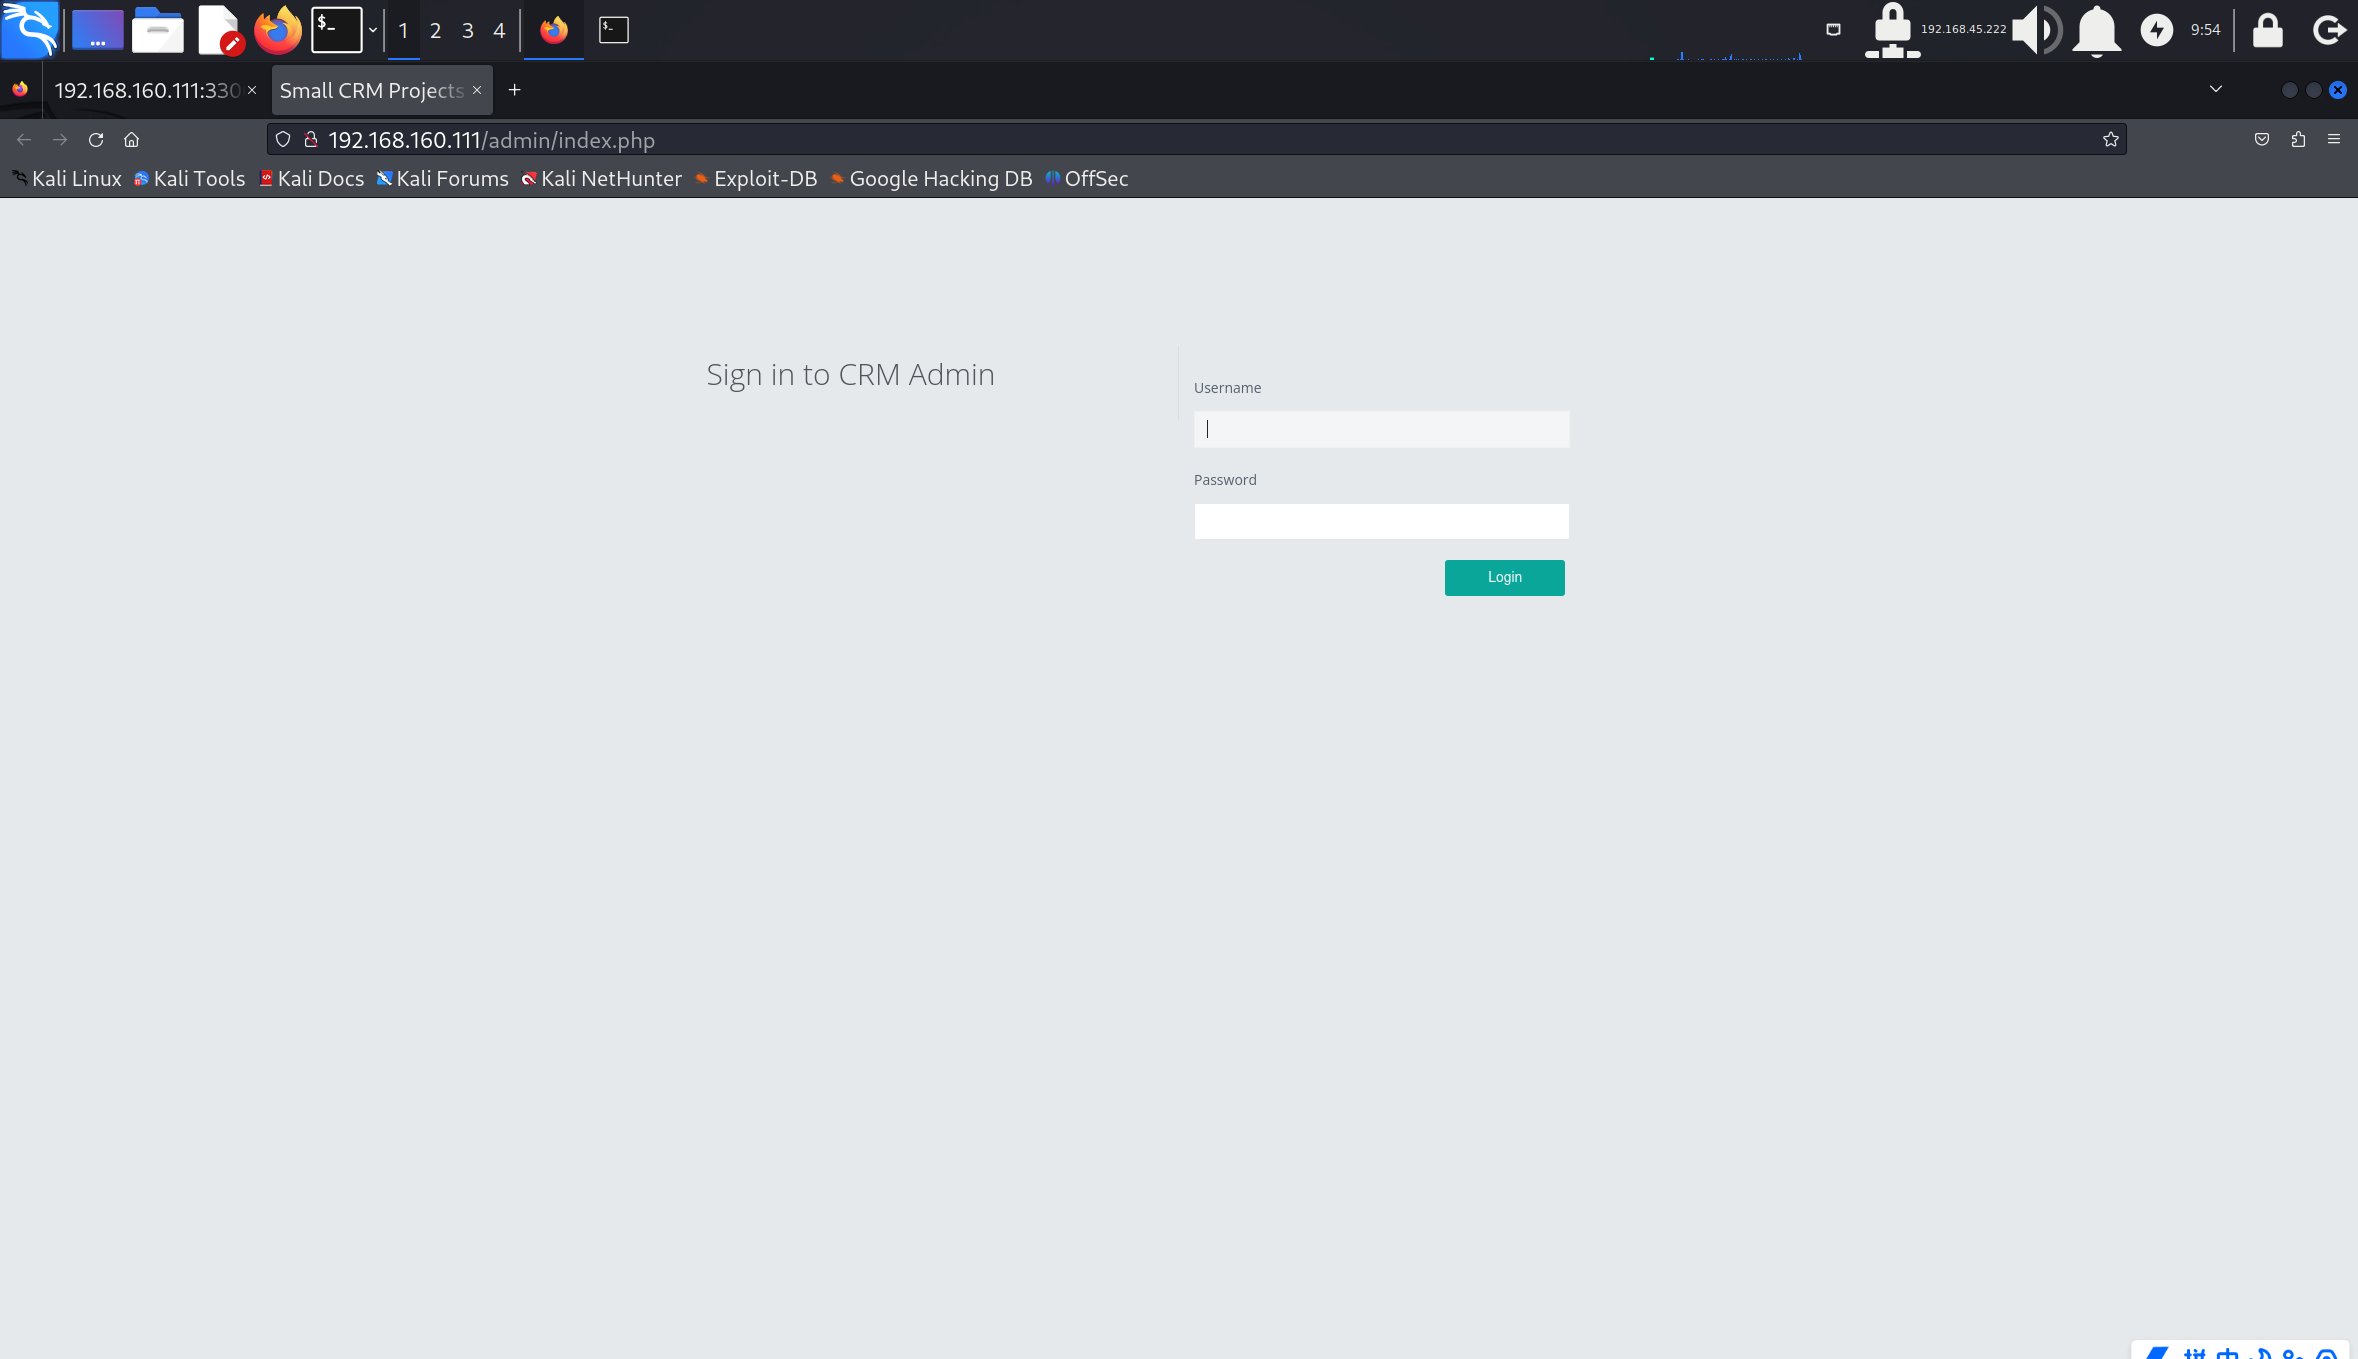 $-
1 2 3 4
$-
192.168.45.222
9:54
192.168.160.111:330
Small CRM Projects
192.168.160.111/admin/index.php
Kali Linux Kali Tools Kali Docs Kali Forums Kali NetHunter Exploit-DB Google Hacking DB OffSec
Sign in to CRM Admin
Username
Password
Login